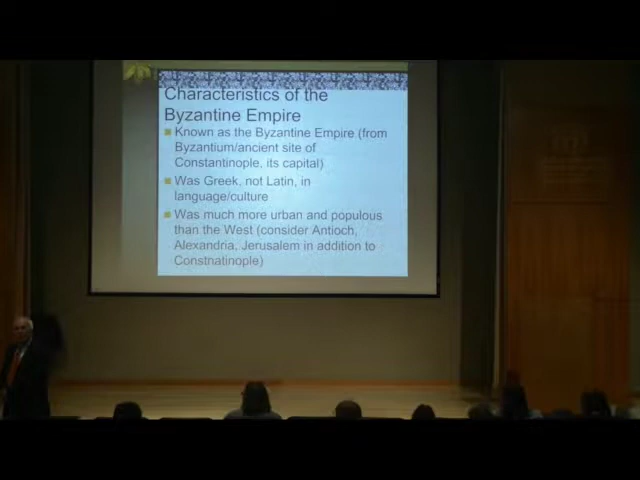 Characteristics of the
Byzantine Empire
Known as the Byzantine Empire (from
Byzantium/ancient site of
Constantinople, its capital)
Was Greek, not Latin, in
language/culture
Was much more urban and populous
than the West (consider Antioch,
Alexandria, Jerusalem in addition to
Constnatinople)